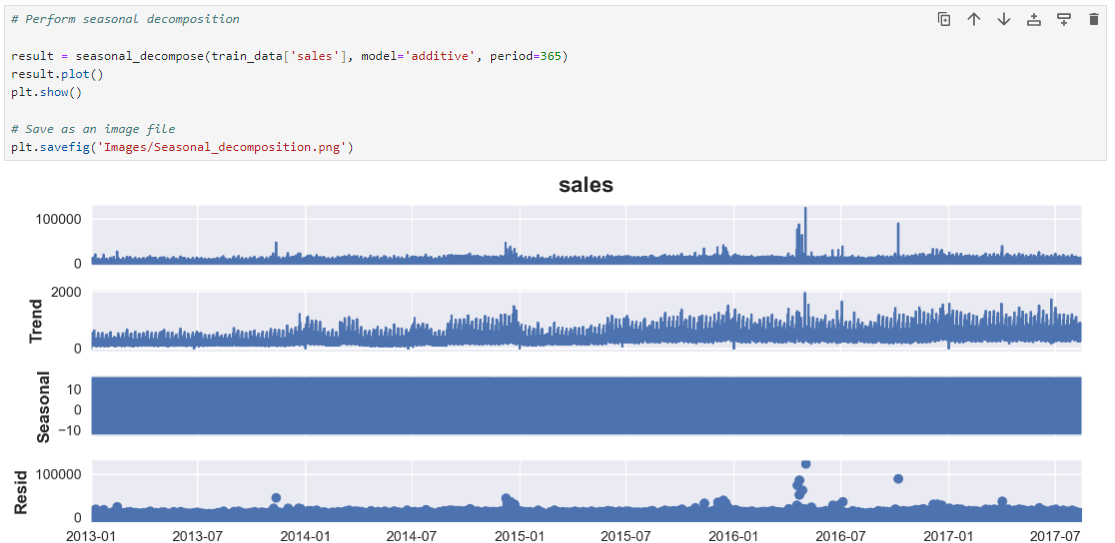 # Perform seasonal decomposition
result = seasonal_decompose(train_data['sales'], model='additive', period=365)
result.plot()
plt.show()
# Save as an image file
plt.savefig('Images/Seasonal_decomposition.png')
sales
100000
0
Trend
2000
0
Seasonal
10
0
−10
Resid
100000
0
2013-01 2013-07 2014-01 2014-07 2015-01 2015-07 2016-01 2016-07 2017-01 2017-07